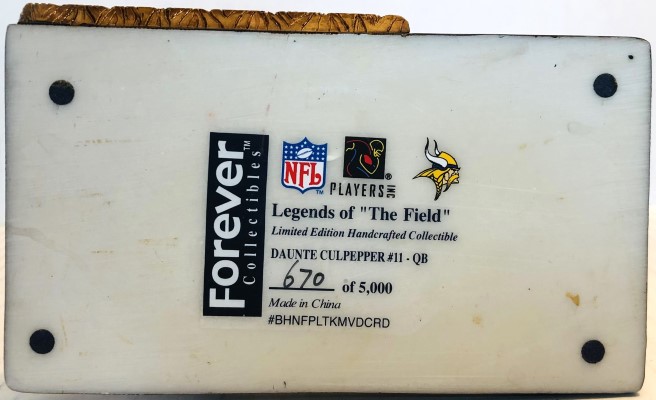 Forever™
Collectibles
NFL™
PLAYERS INC®
Legends of "The Field"
Limited Edition Handcrafted Collectible
DAUNTE CULPEPPER #11 - QB
670 of 5,000
Made in China
#BHNFPLTKMVDCRD